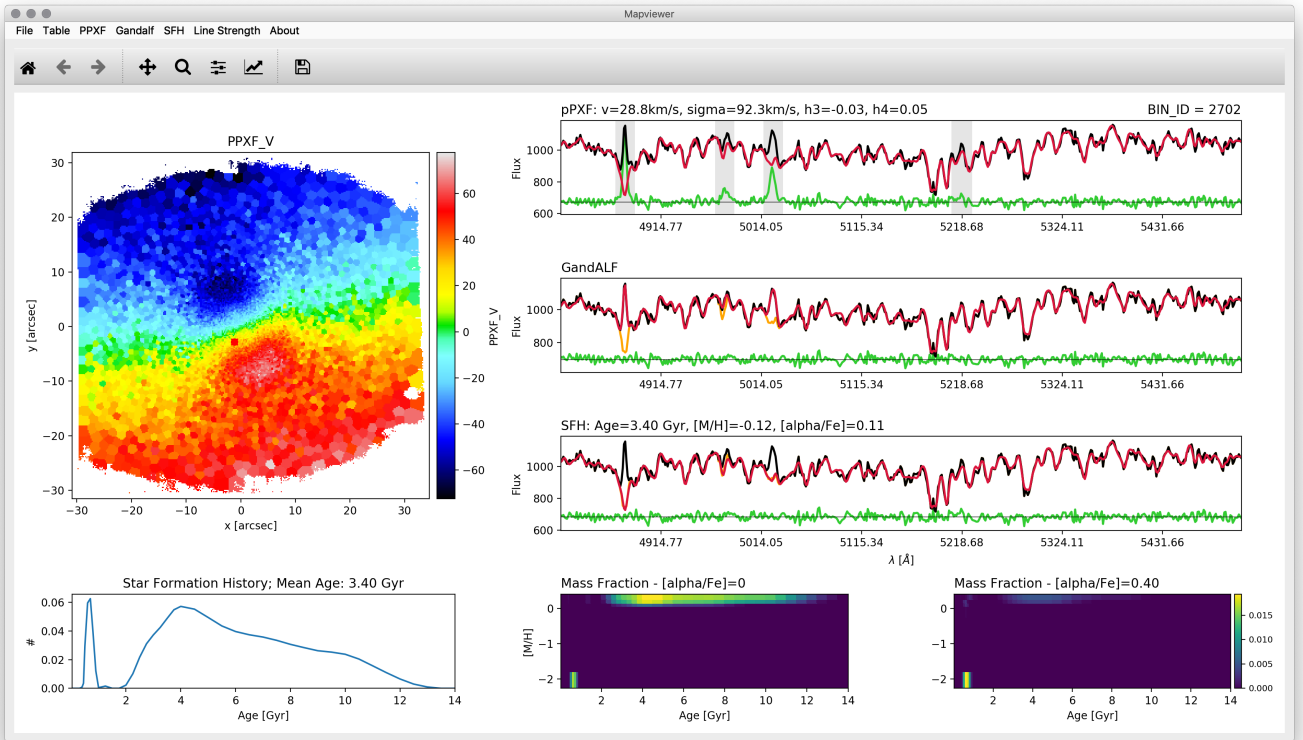 Mapviewer
File Table PPXF Gandalf SFH Line Strength About
PPXF_V
30
20
10
0
−10
−20
−30
y [arcsec]
−30 −20 −10 0 10 20 30
x [arcsec]
60
40
20
0
−20
−40
−60
PPXF_V
pPXF: v=28.8km/s, sigma=92.3km/s, h3=-0.03, h4=0.05 BIN_ID = 2702
Flux
1000
800
600
4914.77 5014.05 5115.34 5218.68 5324.11 5431.66
GandALF
Flux
1000
800
4914.77 5014.05 5115.34 5218.68 5324.11 5431.66
SFH: Age=3.40 Gyr, [M/H]=-0.12, [alpha/Fe]=0.11
Flux
1000
800
600
4914.77 5014.05 5115.34 5218.68 5324.11 5431.66
λ [Å]
Star Formation History; Mean Age: 3.40 Gyr
#
0.06
0.04
0.02
0.00
2 4 6 8 10 12 14
Age [Gyr]
Mass Fraction - [alpha/Fe]=0
[M/H]
0
−1
−2
2 4 6 8 10 12 14
Age [Gyr]
Mass Fraction - [alpha/Fe]=0.40
0
−1
−2
2 4 6 8 10 12 14
Age [Gyr]
0.015
0.010
0.005
0.000